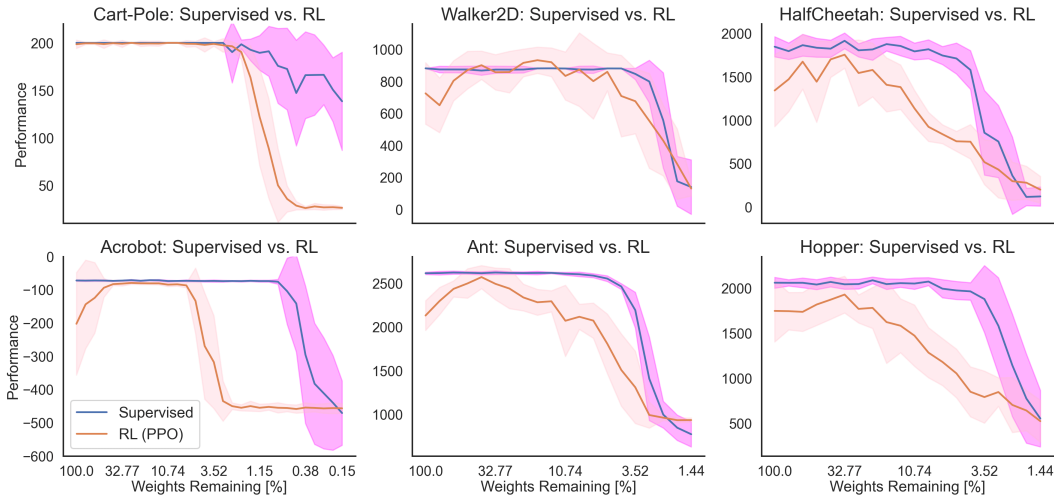 Cart-Pole: Supervised vs. RL
Performance
200
150
100
50
Walker2D: Supervised vs. RL
1000
800
600
400
200
0
HalfCheetah: Supervised vs. RL
2000
1500
1000
500
0
Acrobot: Supervised vs. RL
Performance
0
−100
−200
−300
−400
−500
−600
Supervised
RL (PPO)
100.0 32.77 10.74 3.52 1.15 0.38 0.15
Weights Remaining [%]
Ant: Supervised vs. RL
2500
2000
1500
1000
100.0 32.77 10.74 3.52 1.44
Weights Remaining [%]
Hopper: Supervised vs. RL
2000
1500
1000
500
100.0 32.77 10.74 3.52 1.44
Weights Remaining [%]